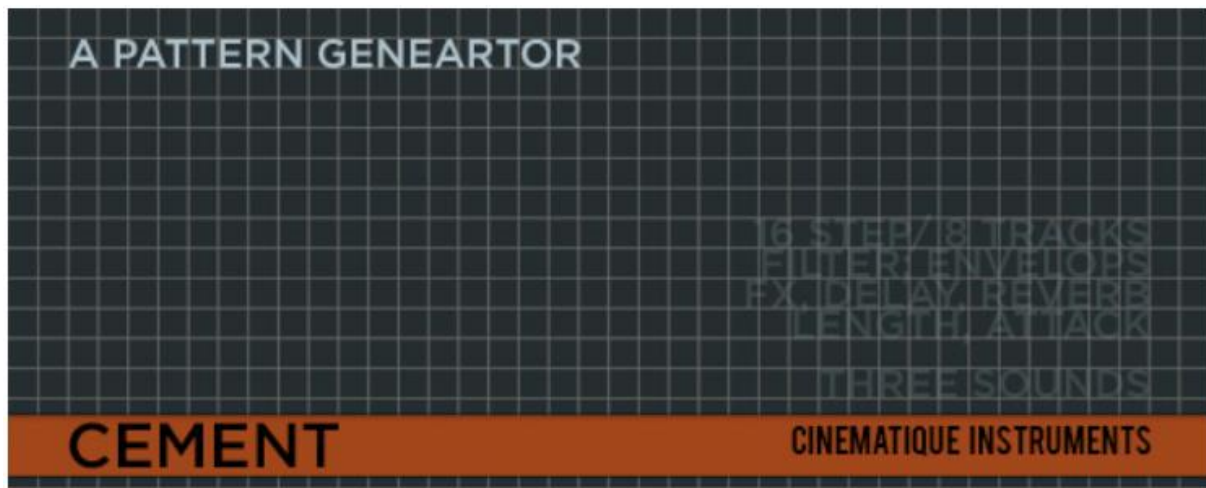 A PATTERN GENEARTOR
16 STEP/ 8 TRACKS
FILTER: ENVELOPS
FX, DELAY, REVERB
LENGTH, ATTACK
THREE SOUNDS
CEMENT
CINEMATIQUE INSTRUMENTS